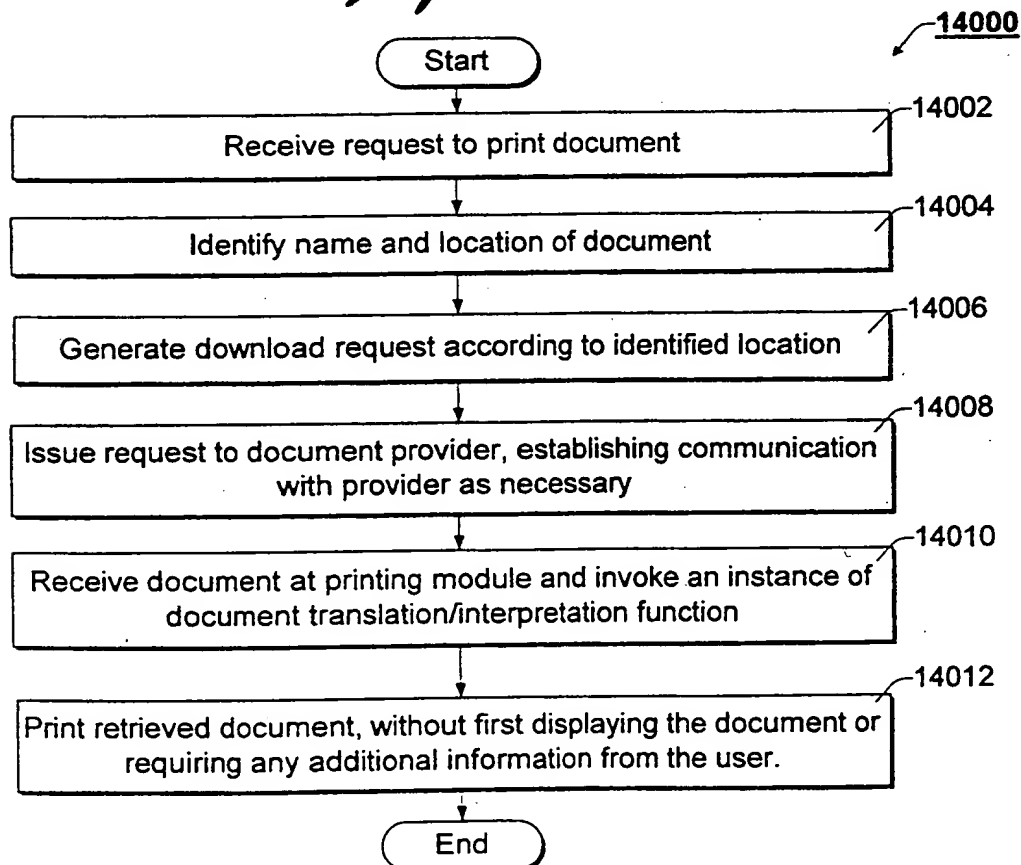 14000
Start
14002
Receive request to print document
14004
Identify name and location of document
14006
Generate download request according to identified location
14008
Issue request to document provider, establishing communication
with provider as necessary
14010
Receive document at printing module and invoke an instance of
document translation/interpretation function
14012
Print retrieved document, without first displaying the document or
requiring any additional information from the user.
End